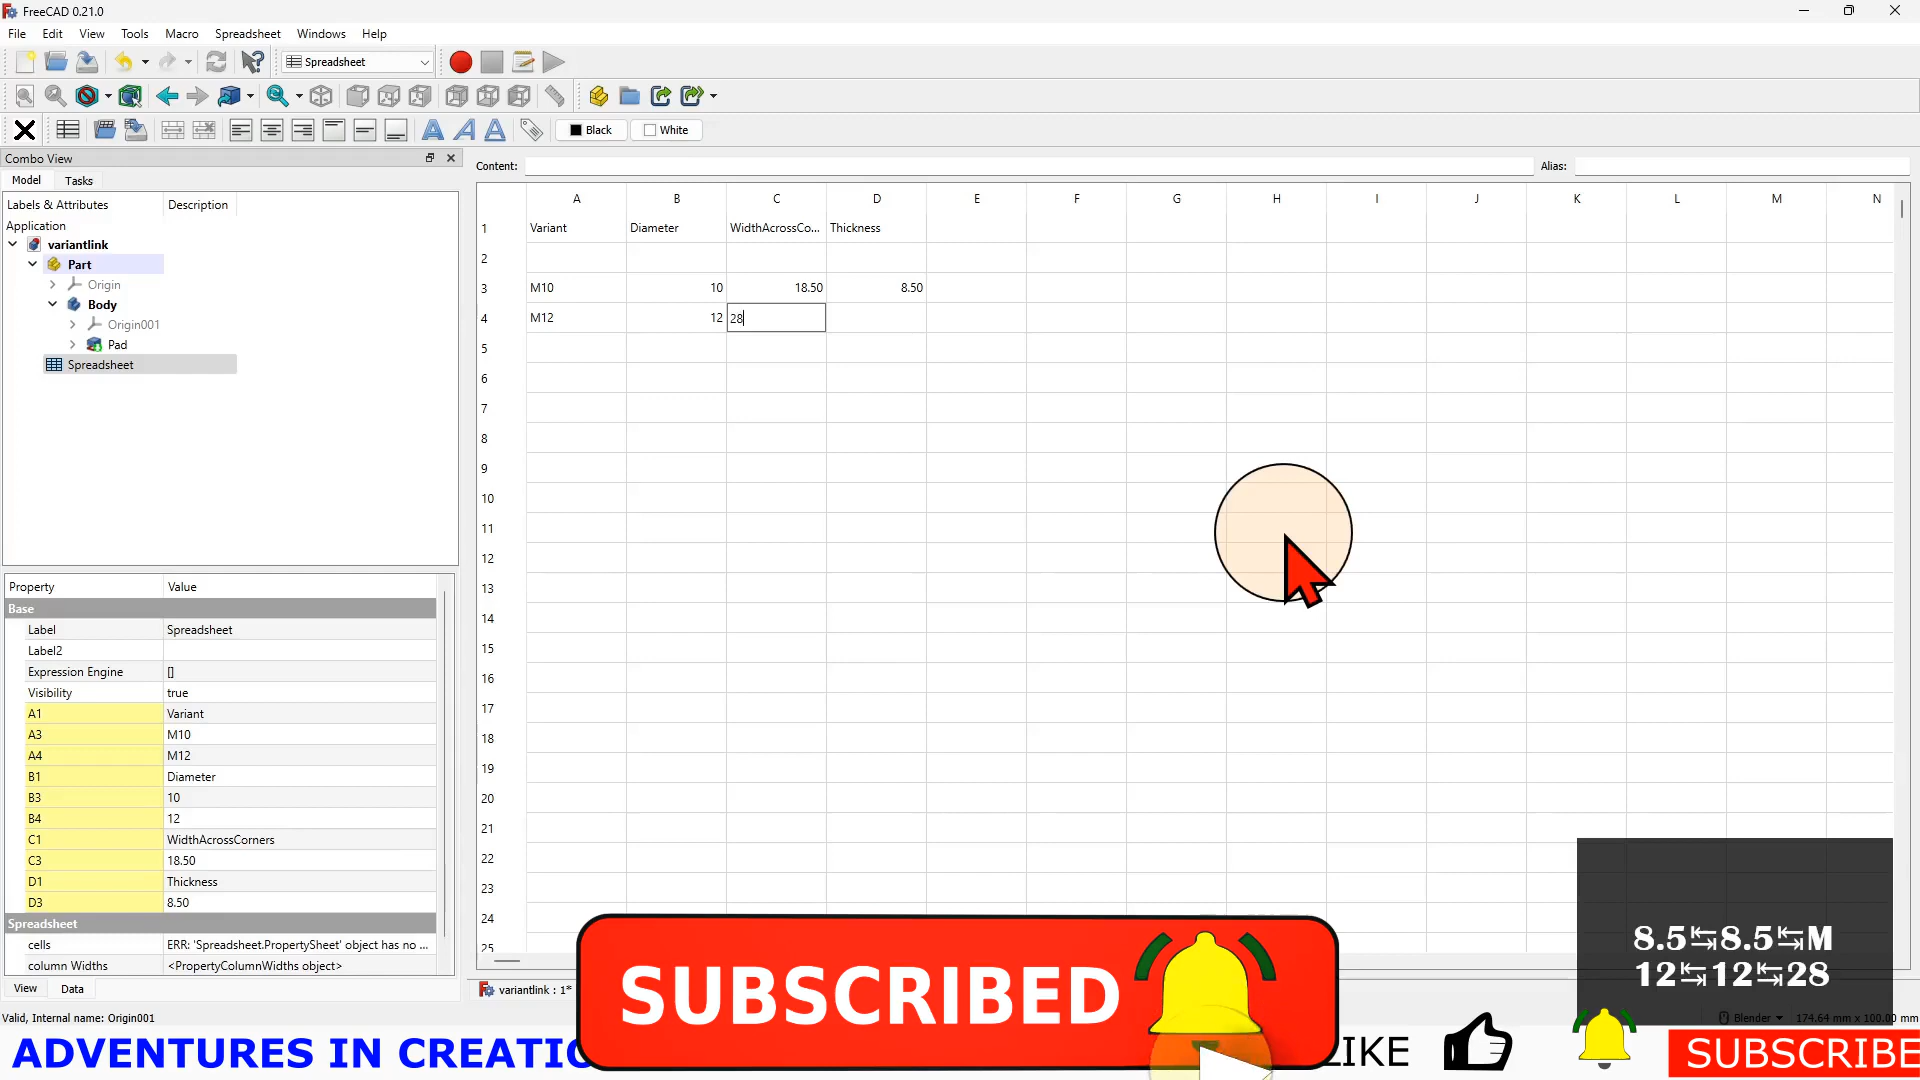 FreeCAD 0.21.0
File Edit View Tools Macro Spreadsheet Windows Help
Spreadsheet
Black White
Combo View
Model Tasks
Labels & Attributes Description
Application
variantlink
Part
Origin
Body
Origin001
Pad
Spreadsheet
Property Value
Base
Label Spreadsheet
Label2
Expression Engine []
Visibility true
A1 Variant
A3 M10
A4 M12
B1 Diameter
B3 10
B4 12
C1 WidthAcrossCorners
C3 18.50
D1 Thickness
D3 8.50
Spreadsheet
cells ERR: 'Spreadsheet.PropertySheet' object has no ...
column Widths <PropertyColumnWidths object>
View Data
Valid, Internal name: Origin001
Content: Alias:
A B C D E F G H I J K L M N
1 Variant Diameter WidthAcrossCo... Thickness
2
3 M10 10 18.50 8.50
4 M12 12 28
5
6
7
8
9
10
11
12
13
14
15
16
17
18
19
20
21
22
23
24
25
variantlink : 1*
8.5↹8.5↹M
12↹12↹28
Blender 174.64 mm x 100.00 mm
SUBSCRIBED
ADVENTURES IN CREATIO
LIKE
SUBSCRIBE